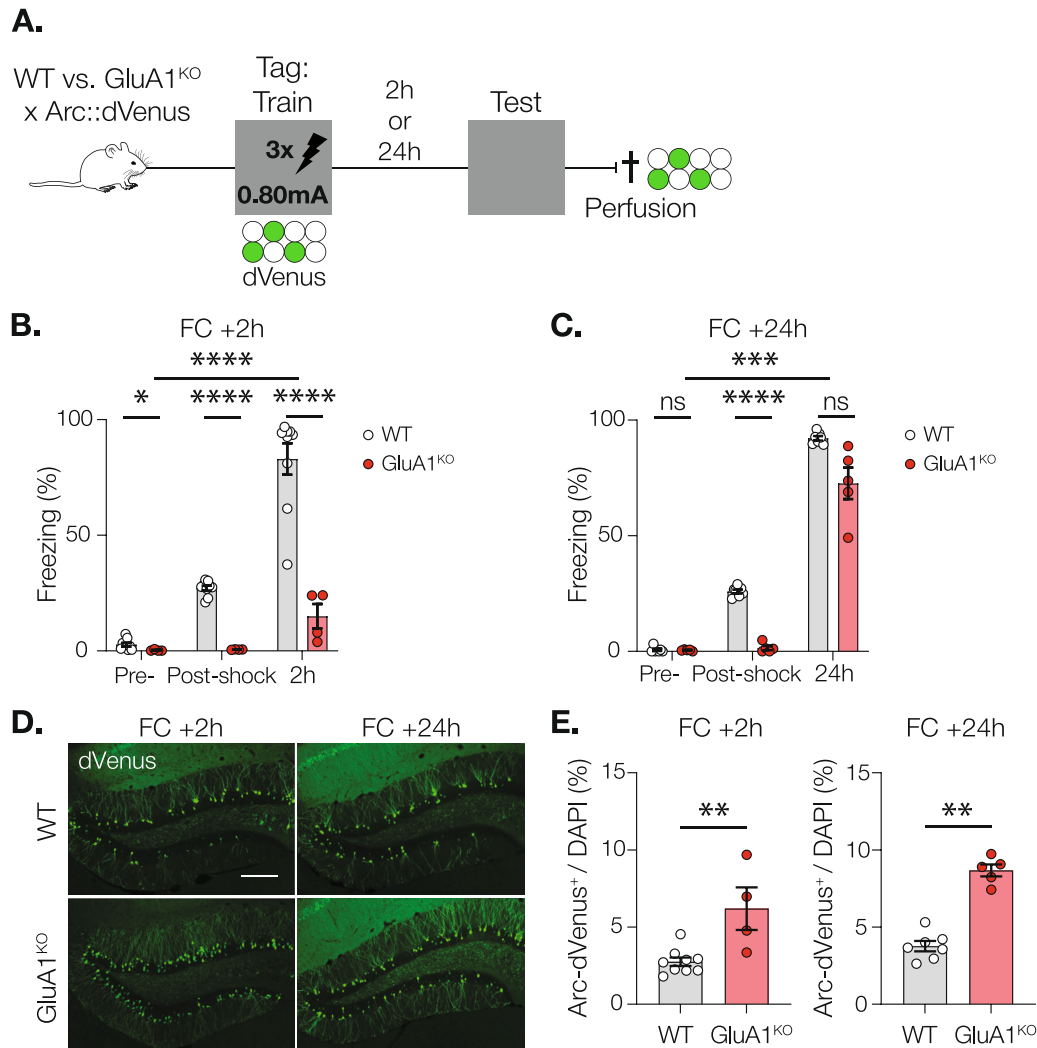 A.
WT vs. GluA1KO
x Arc::dVenus
Tag:
Train
3x
0.80mA
dVenus
2h
or
24h
Test
Perfusion
B.
FC +2h
****
* **** ****
Freezing (%)
100
50
0
Pre- Post-shock 2h
WT
GluA1KO
C.
FC +24h
***
ns **** ns
Freezing (%)
100
50
0
Pre- Post-shock 24h
WT
GluA1KO
D.
FC +2h FC +24h
dVenus
WT
GluA1KO
E.
FC +2h
Arc-dVenus+ / DAPI (%)
15
10
5
0
**
WT GluA1KO
FC +24h
Arc-dVenus+ / DAPI (%)
15
10
5
0
**
WT GluA1KO